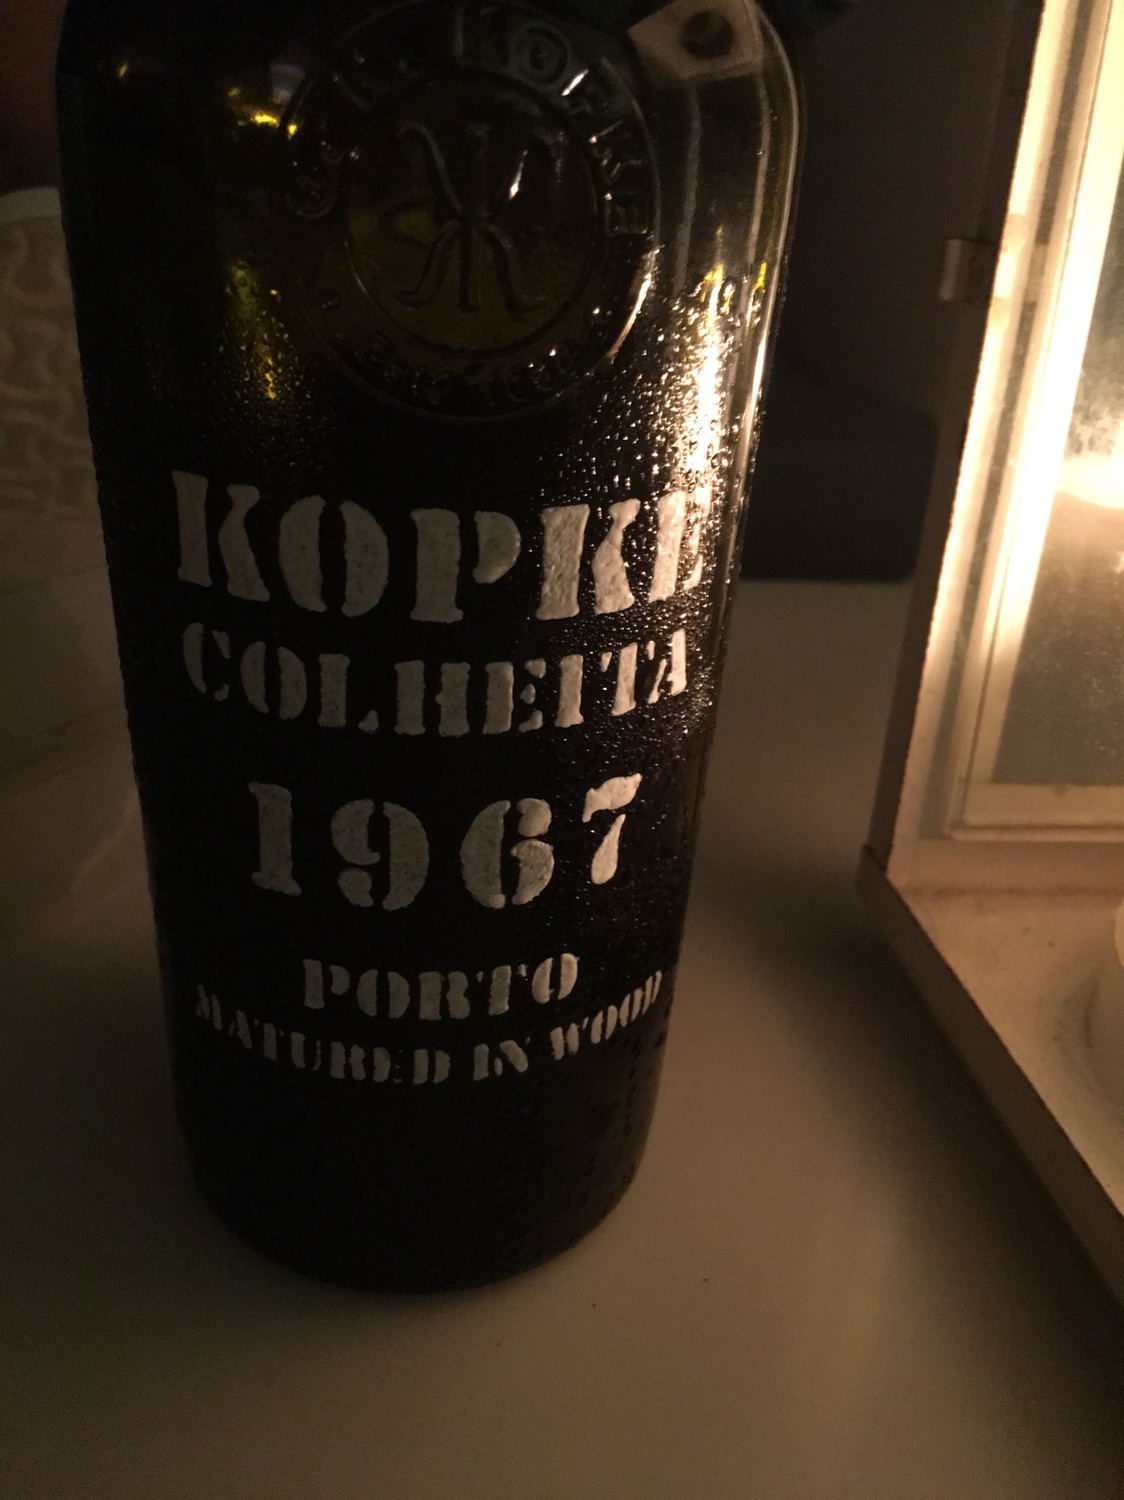 KOPKE
COLHEITA
1967
PORTO
MATURED IN WOOD